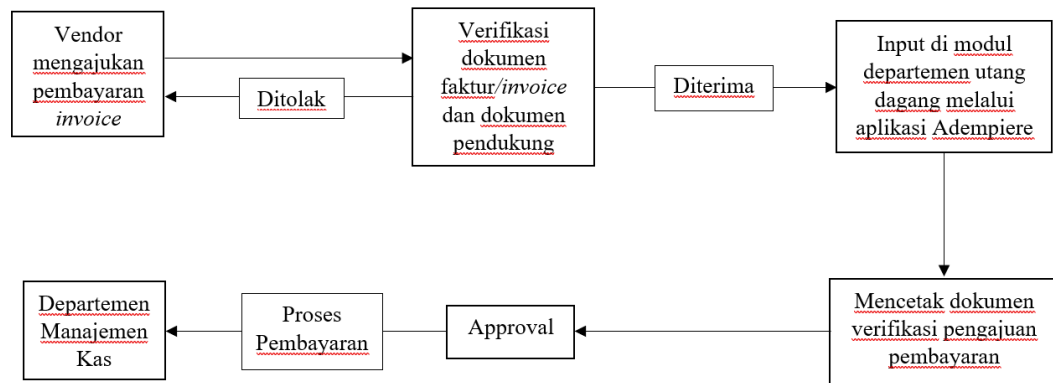 Vendor
mengajukan
pembayaran
invoice
Ditolak
Verifikasi
dokumen
faktur/invoice
dan dokumen
pendukung
Diterima
Input di modul
departemen utang
dagang melalui
aplikasi Adempiere
Mencetak dokumen
verifikasi pengajuan
pembayaran
Approval
Proses
Pembayaran
Departemen
Manajemen
Kas